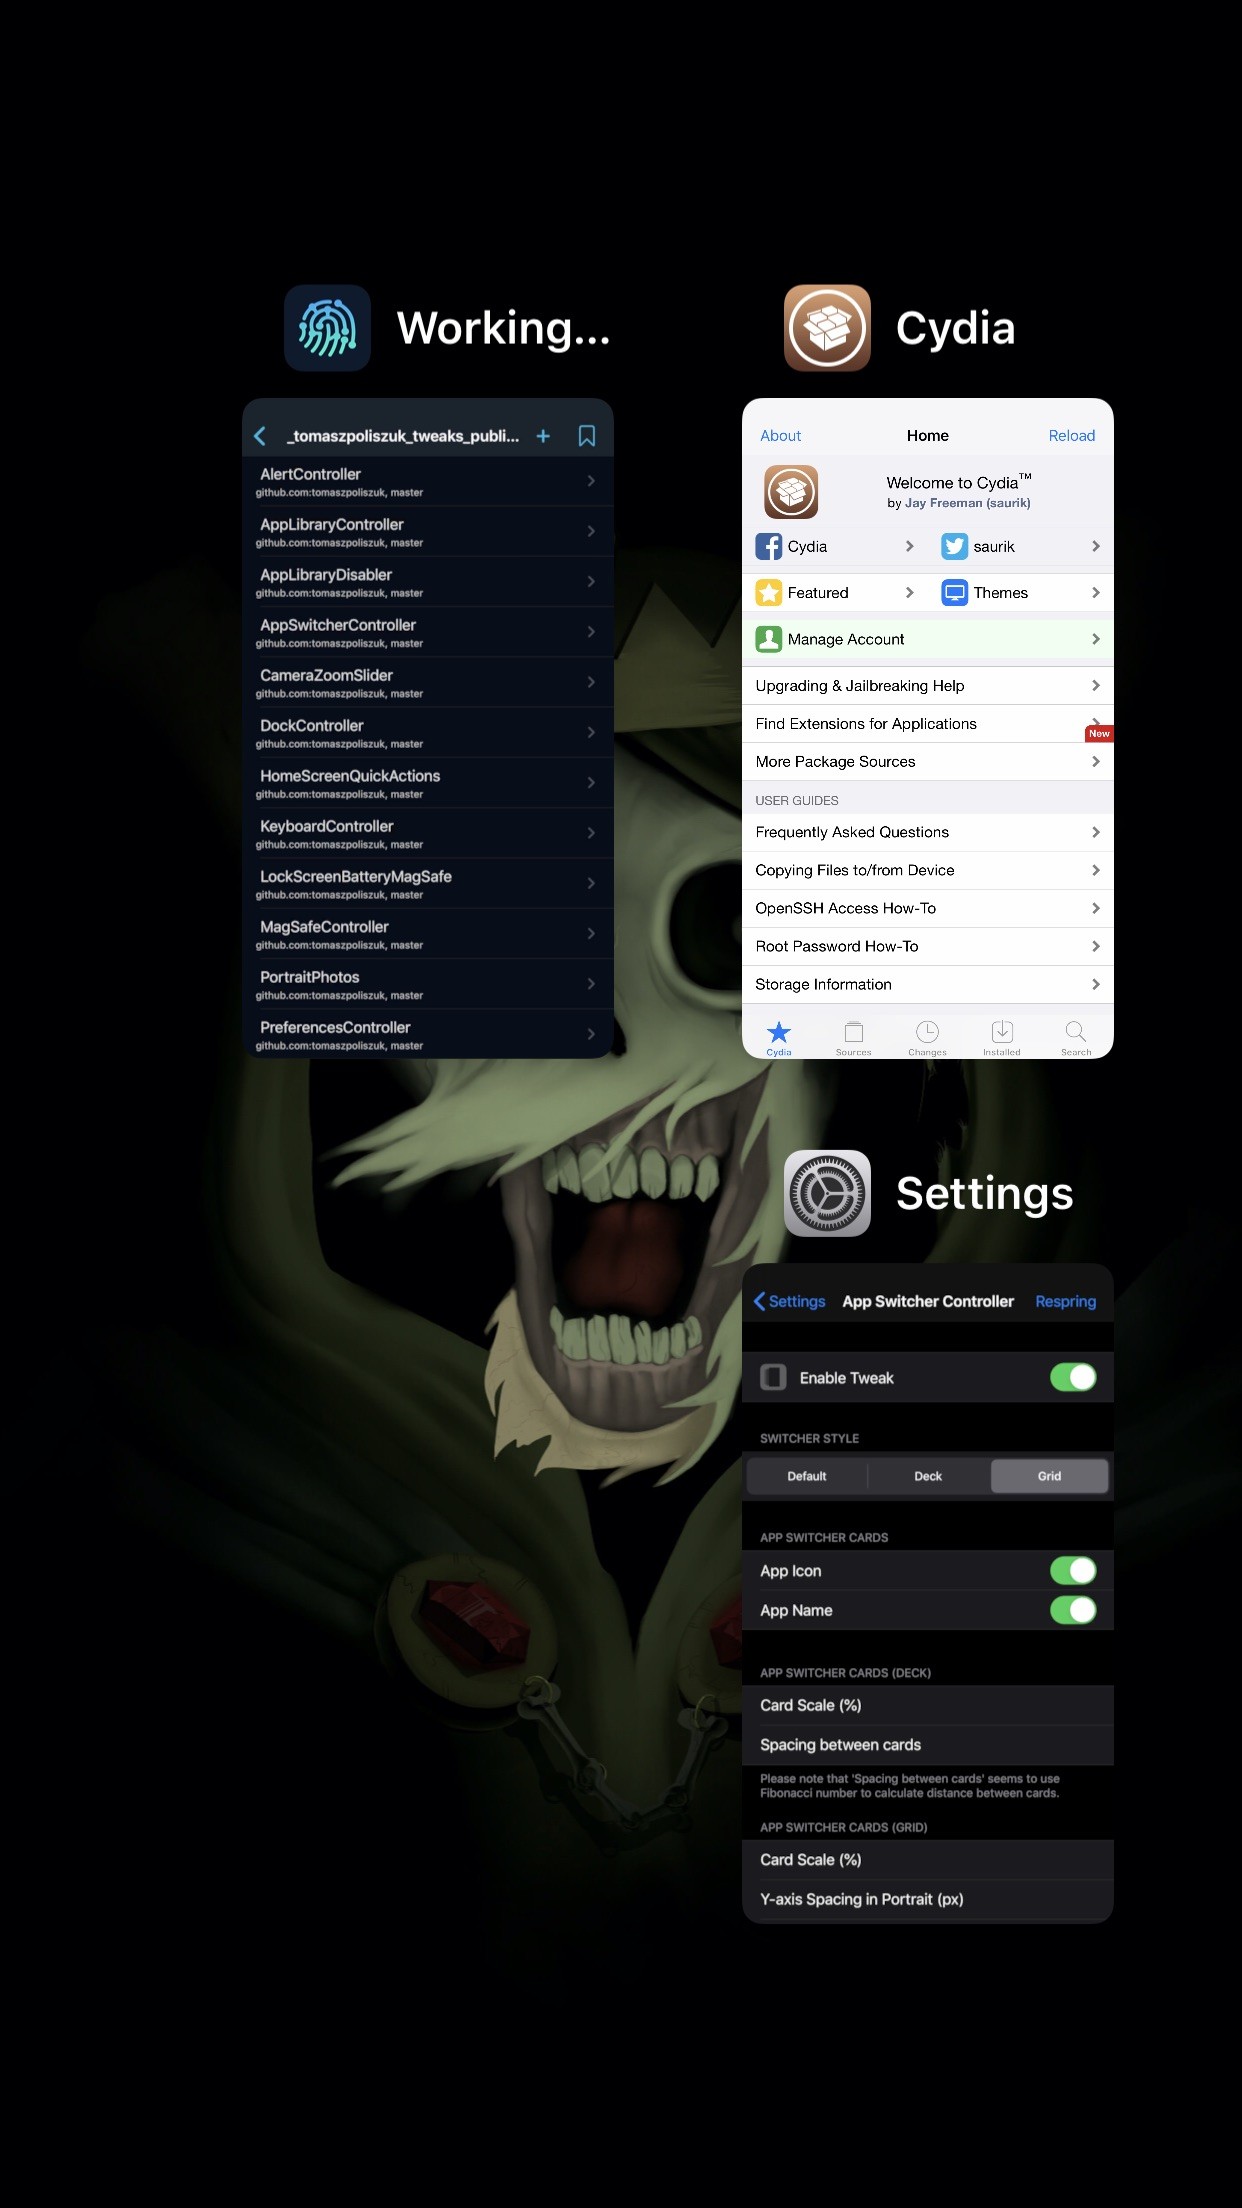 Working...
_tomaszpoliszuk_tweaks_publi...
AlertController
github.com:tomaszpoliszuk, master
AppLibraryController
github.com:tomaszpoliszuk, master
AppLibraryDisabler
github.com:tomaszpoliszuk, master
AppSwitcherController
github.com:tomaszpoliszuk, master
CameraZoomSlider
github.com:tomaszpoliszuk, master
DockController
github.com:tomaszpoliszuk, master
HomeScreenQuickActions
github.com:tomaszpoliszuk, master
KeyboardController
github.com:tomaszpoliszuk, master
LockScreenBatteryMagSafe
github.com:tomaszpoliszuk, master
MagSafeController
github.com:tomaszpoliszuk, master
PortraitPhotos
github.com:tomaszpoliszuk, master
PreferencesController
github.com:tomaszpoliszuk, master
Cydia
About Home Reload
Welcome to Cydia™
by Jay Freeman (saurik)
Cydia saurik
Featured Themes
Manage Account
Upgrading & Jailbreaking Help
Find Extensions for Applications
New
More Package Sources
USER GUIDES
Frequently Asked Questions
Copying Files to/from Device
OpenSSH Access How-To
Root Password How-To
Storage Information
Cydia Sources Changes Installed Search
Settings
Settings App Switcher Controller Respring
Enable Tweak
SWITCHER STYLE
Default Deck Grid
APP SWITCHER CARDS
App Icon
App Name
APP SWITCHER CARDS (DECK)
Card Scale (%)
Spacing between cards
Please note that 'Spacing between cards' seems to use
Fibonacci number to calculate distance between cards.
APP SWITCHER CARDS (GRID)
Card Scale (%)
Y-axis Spacing in Portrait (px)